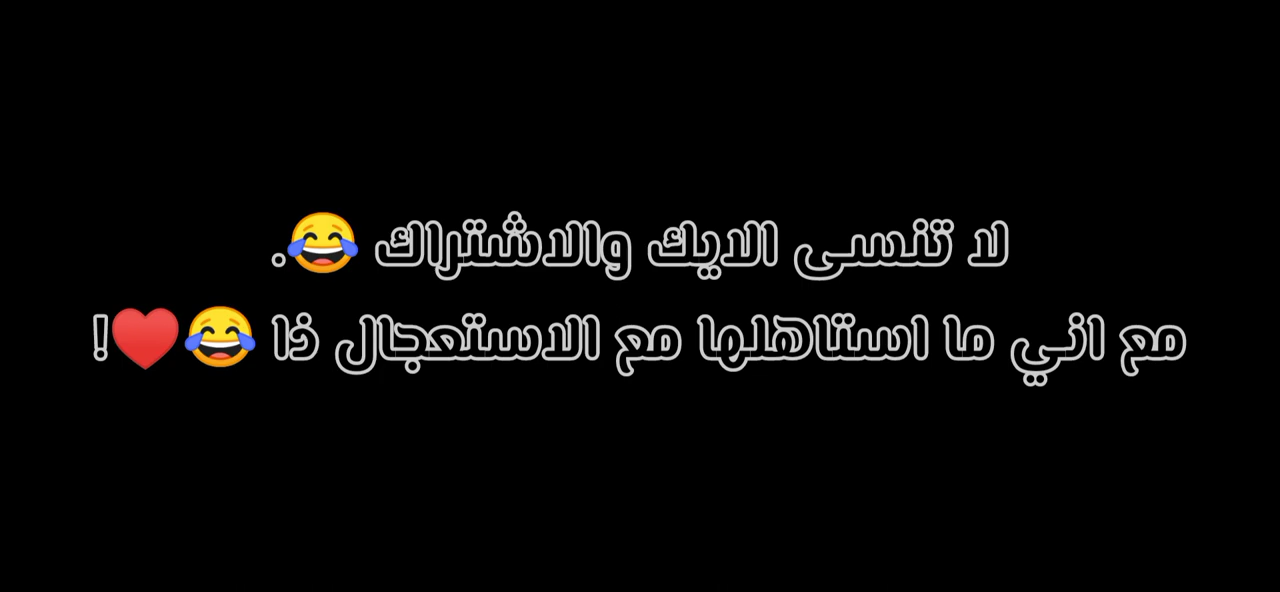 لا تنسى الايك والاشتراك 😂.
مع اني ما استاهلها مع الاستعجال ذا 😂♥️!